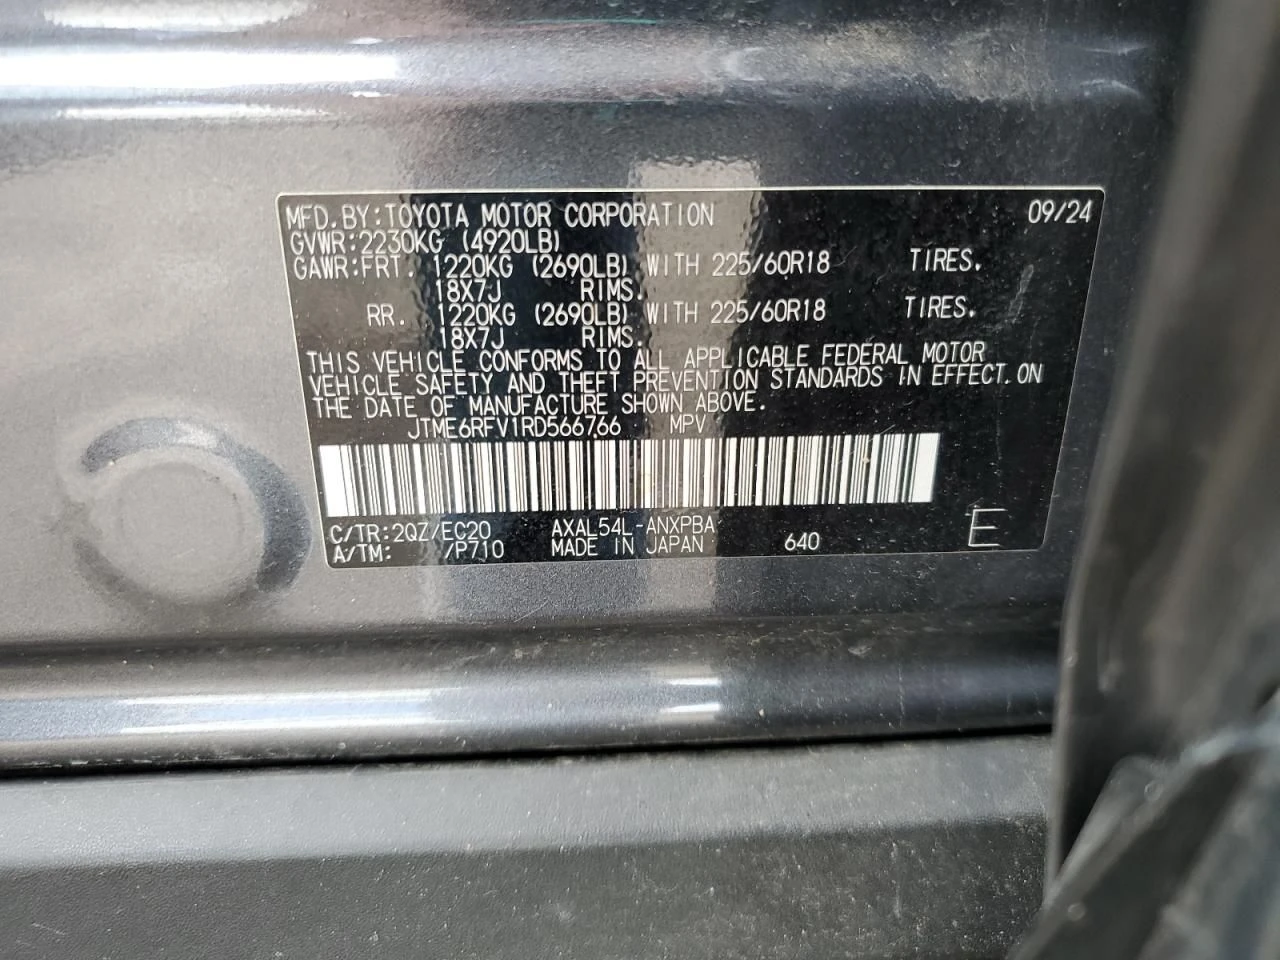 MFD.BY:TOYOTA MOTOR CORPORATION 09/24
GVWR:2230KG (4920LB)
GAWR:FRT. 1220KG (2690LB) WITH 225/60R18 TIRES.
18X7J RIMS.
RR. 1220KG (2690LB) WITH 225/60R18 TIRES.
18X7J RIMS.
THIS VEHICLE CONFORMS TO ALL APPLICABLE FEDERAL MOTOR
VEHICLE SAFETY AND THEFT PREVENTION STANDARDS IN EFFECT.ON
THE DATE OF MANUFACTURE SHOWN ABOVE.
JTME6RFV1RD566766 MPV
C/TR:2QZ/EC20 AXAL54L-ANXPBA
A/TM: /P710 MADE IN JAPAN 640 E